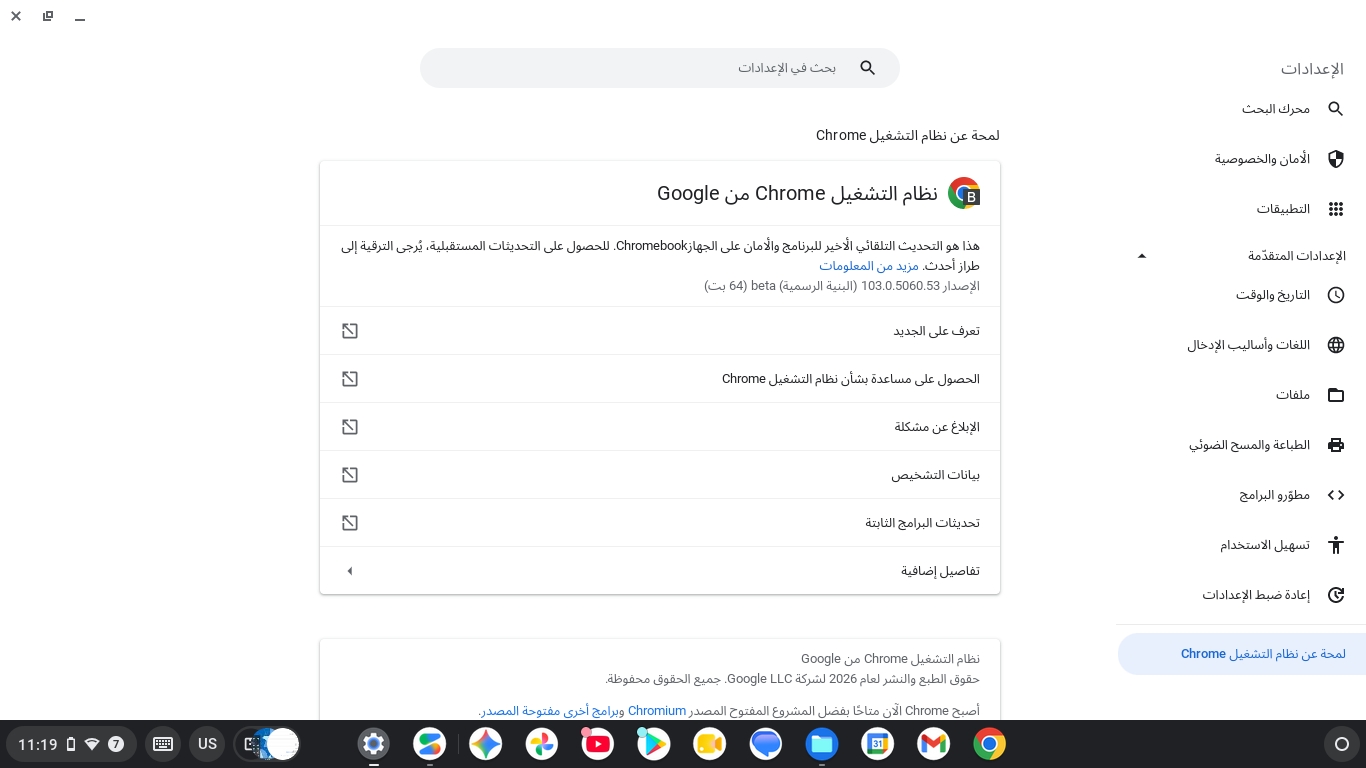 الإعدادات
محرك البحث
الأمان والخصوصية
التطبيقات
الإعدادات المتقدّمة
التاريخ والوقت
اللغات وأساليب الإدخال
ملفات
الطباعة والمسح الضوئي
مطوّرو البرامج
تسهيل الاستخدام
إعادة ضبط الإعدادات
لمحة عن نظام التشغيل Chrome
بحث في الإعدادات
لمحة عن نظام التشغيل Chrome
نظام التشغيل Chrome من Google
هذا هو التحديث التلقائي الأخير للبرنامج والأمان على الجهازChromebook. للحصول على التحديثات المستقبلية، يُرجى الترقية إلى
طراز أحدث. مزيد من المعلومات
الإصدار 103.0.5060.53 (البنية الرسمية) beta (64 بت)
تعرف على الجديد
الحصول على مساعدة بشأن نظام التشغيل Chrome
الإبلاغ عن مشكلة
بيانات التشخيص
تحديثات البرامج الثابتة
تفاصيل إضافية
نظام التشغيل Chrome من Google
حقوق الطبع والنشر لعام 2026 لشركة Google LLC. جميع الحقوق محفوظة.
أصبح Chrome الآن متاحًا بفضل المشروع المفتوح المصدر Chromium وبرامج أخرى مفتوحة المصدر.
31
US
7
11:19